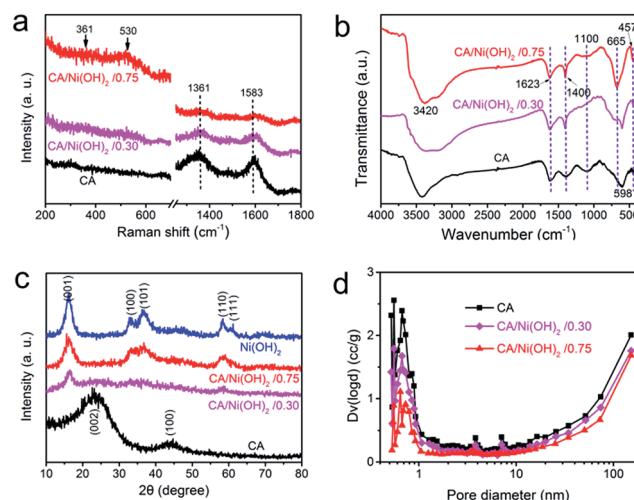 a
361
530
CA/Ni(OH)₂ /0.75
1361
1583
CA/Ni(OH)₂ /0.30
CA
Intensity (a. u.)
200 400 600 1400 1600 1800
Raman shift (cm⁻¹)
b
457
530
1100
665
CA/Ni(OH)₂ /0.75
1623
1400
3420
CA/Ni(OH)₂ /0.30
CA
598
Transmittance (a.u.)
4000 3500 3000 2500 2000 1500 1000 500
Wavenumber (cm⁻¹)
c
(001)
(100)
(101)
(110)
(111)
Ni(OH)₂
CA/Ni(OH)₂ /0.75
CA/Ni(OH)₂ /0.30
(002)
(100)
CA
Intensity (a. u.)
10 20 30 40 50 60 70 80
2θ (degree)
d
CA
CA/Ni(OH)₂ /0.30
CA/Ni(OH)₂ /0.75
Dv(logd) (cc/g)
3
2
1
0
1 10 100
Pore diameter (nm)